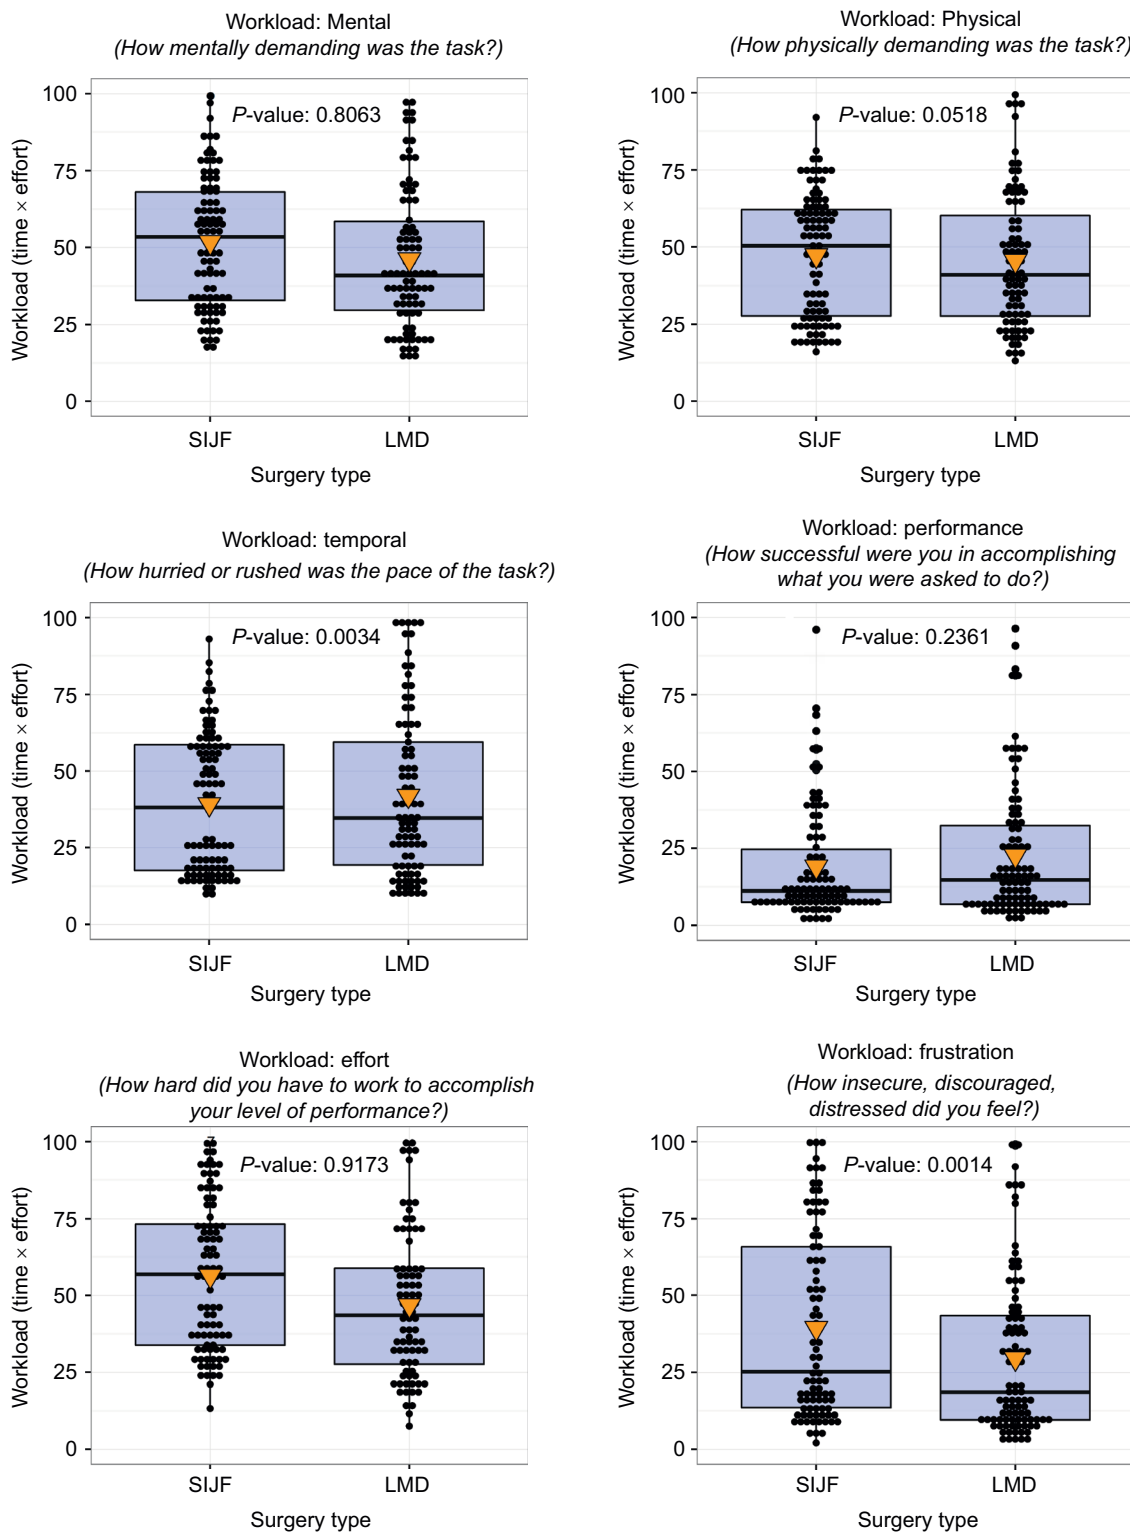 Workload: Mental
(How mentally demanding was the task?)
P-value: 0.8063
Workload (time × effort)
100
75
50
25
0
SIJF
LMD
Surgery type
Workload: Physical
(How physically demanding was the task?)
P-value: 0.0518
Workload (time × effort)
100
75
50
25
0
SIJF
LMD
Surgery type
Workload: temporal
(How hurried or rushed was the pace of the task?)
P-value: 0.0034
Workload (time × effort)
100
75
50
25
0
SIJF
LMD
Surgery type
Workload: performance
(How successful were you in accomplishing
what you were asked to do?)
P-value: 0.2361
Workload (time × effort)
100
75
50
25
0
SIJF
LMD
Surgery type
Workload: effort
(How hard did you have to work to accomplish
your level of performance?)
P-value: 0.9173
Workload (time × effort)
100
75
50
25
0
SIJF
LMD
Surgery type
Workload: frustration
(How insecure, discouraged,
distressed did you feel?)
P-value: 0.0014
Workload (time × effort)
100
75
50
25
0
SIJF
LMD
Surgery type